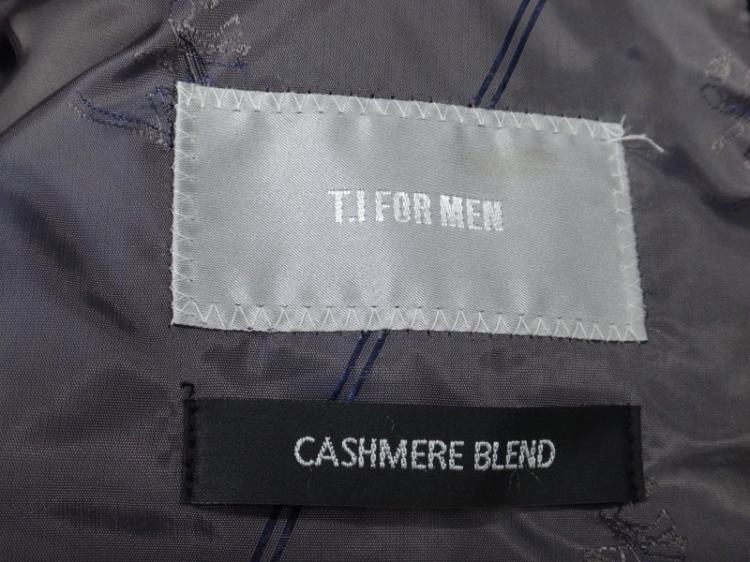 T.I FOR MEN
CASHMERE BLEND